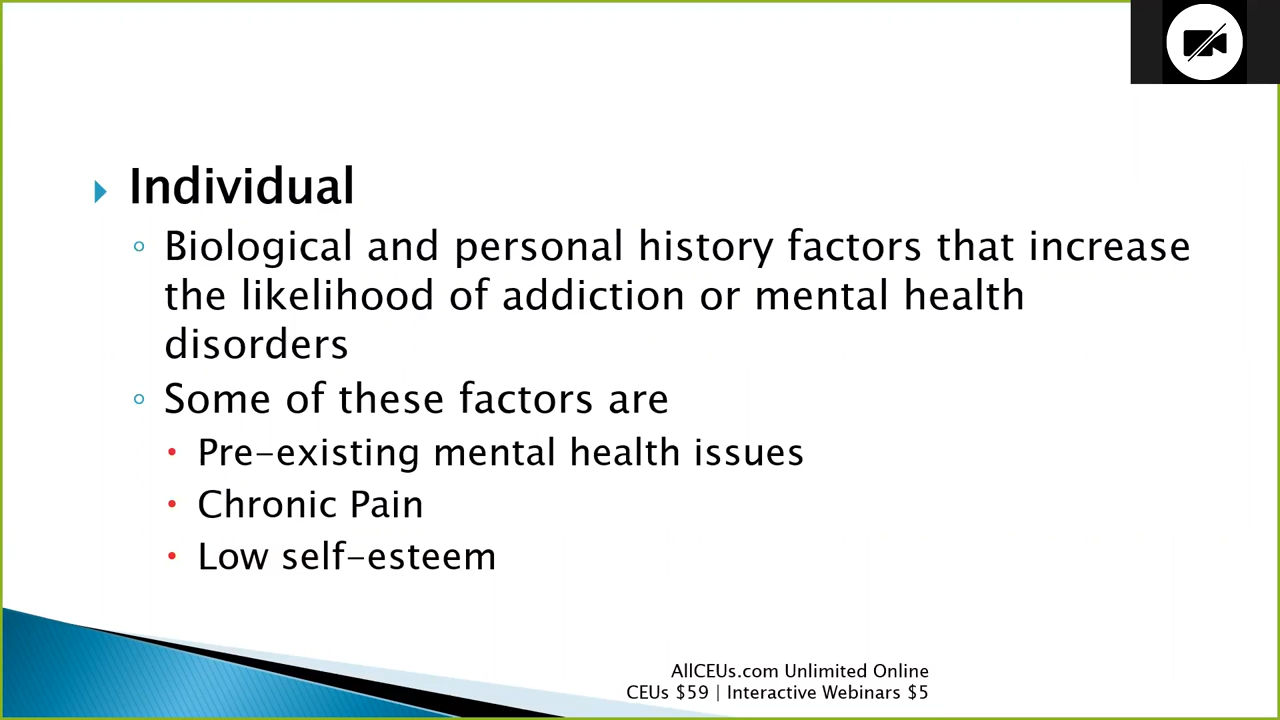 Individual
Biological and personal history factors that increase
the likelihood of addiction or mental health
disorders
Some of these factors are
Pre-existing mental health issues
Chronic Pain
Low self-esteem
AllCEUs.com Unlimited Online
CEUs $59 | Interactive Webinars $5